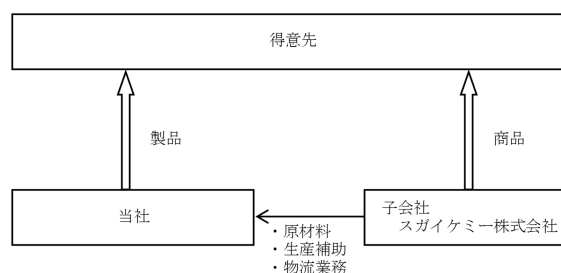 得意先
製品
商品
当社
子会社
スガイケミー株式会社
・原材料
・生産補助
・物流業務